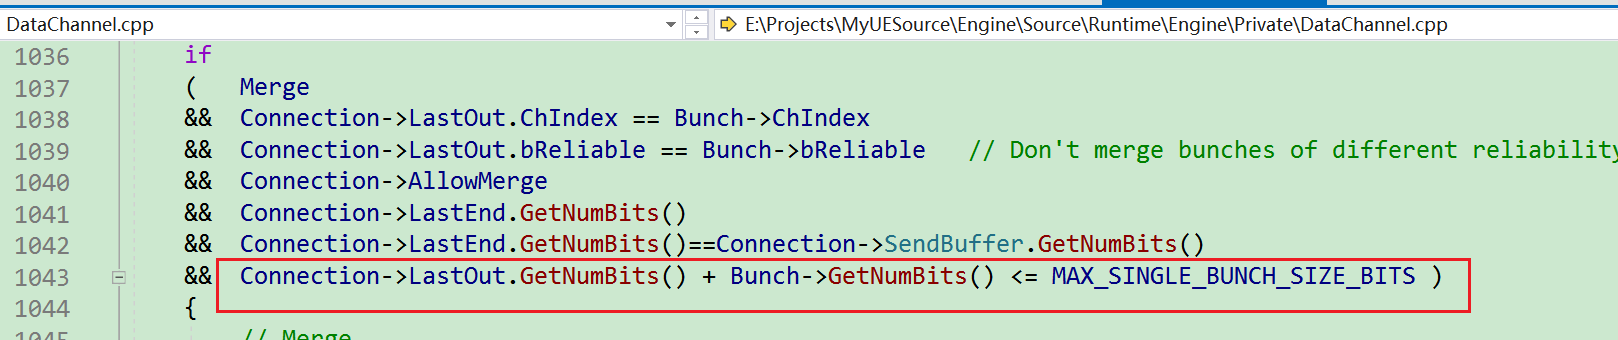 DataChannel.cpp
E:\Projects\MyUESource\Engine\Source\Runtime\Engine\Private\DataChannel.cpp
1036 if
1037 ( Merge
1038 && Connection->LastOut.ChIndex == Bunch->ChIndex
1039 && Connection->LastOut.bReliable == Bunch->bReliable // Don't merge bunches of different reliability
1040 && Connection->AllowMerge
1041 && Connection->LastEnd.GetNumBits()
1042 && Connection->LastEnd.GetNumBits()==Connection->SendBuffer.GetNumBits()
1043 && Connection->LastOut.GetNumBits() + Bunch->GetNumBits() <= MAX_SINGLE_BUNCH_SIZE_BITS )
1044 {
1045 // Merge